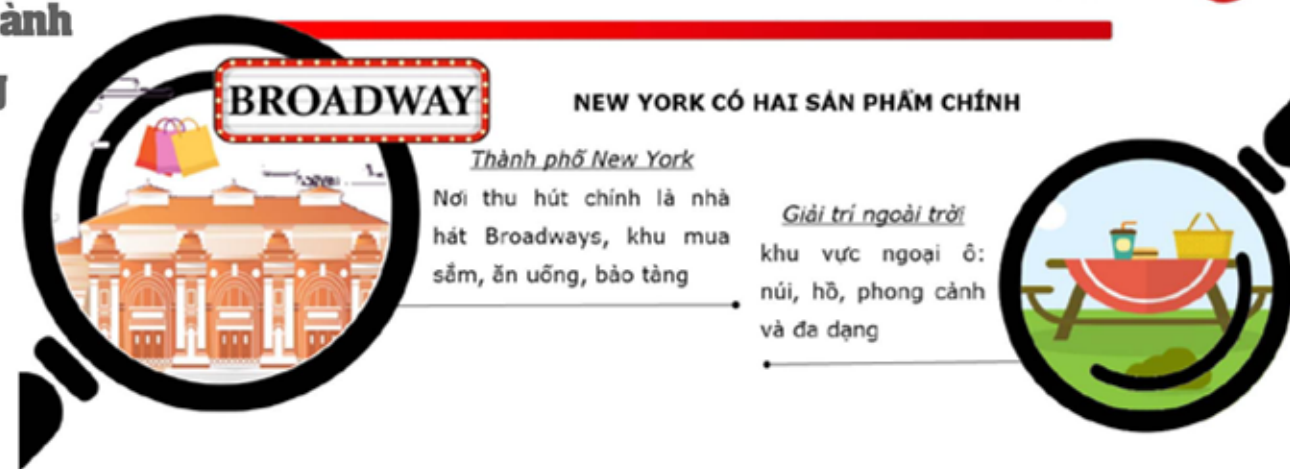 ành
BROADWAY
NEW YORK CÓ HAI SẢN PHẨM CHÍNH
Thành phố New York
Nơi thu hút chính là nhà
hát Broadways, khu mua
sắm, ăn uống, bảo tàng
Giải trí ngoài trời
khu vực ngoại ô:
núi, hồ, phong cảnh
và đa dạng